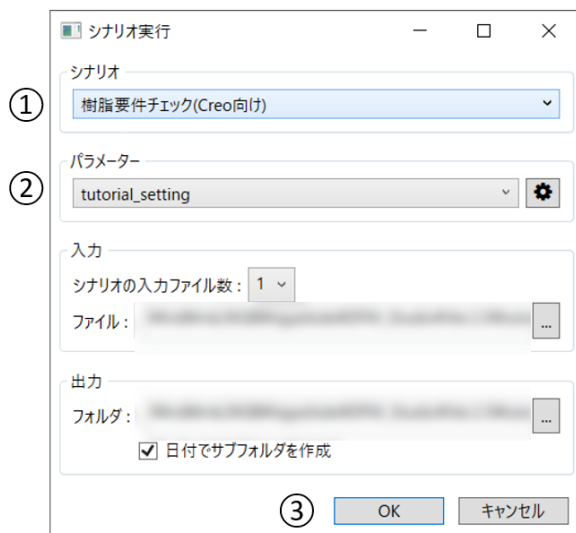 シナリオ実行
シナリオ
① 樹脂要件チェック(Creo向け)
パラメーター
② tutorial_setting
入力
シナリオの入力ファイル数 : 1
ファイル : ...
出力
フォルダ : ...
日付でサブフォルダを作成
③ OK キャンセル